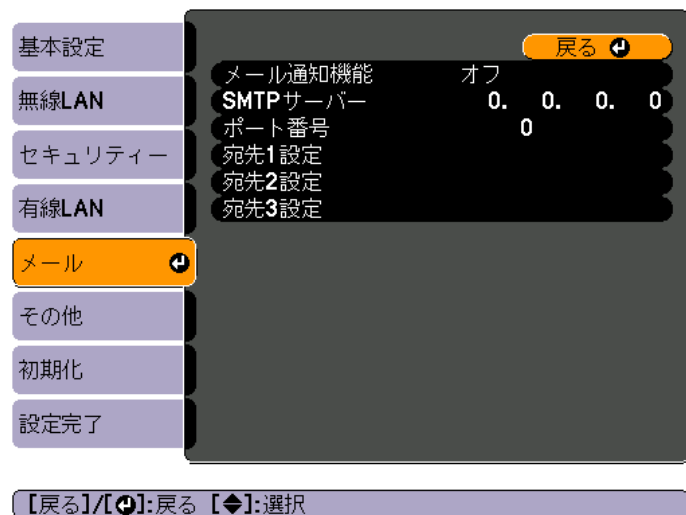 基本設定
無線LAN
セキュリティー
有線LAN
メール
その他
初期化
設定完了
戻る
メール通知機能 オフ
SMTPサーバー 0. 0. 0. 0
ポート番号 0
宛先1設定
宛先2設定
宛先3設定
[戻る]/[⏎]:戻る [◆]:選択